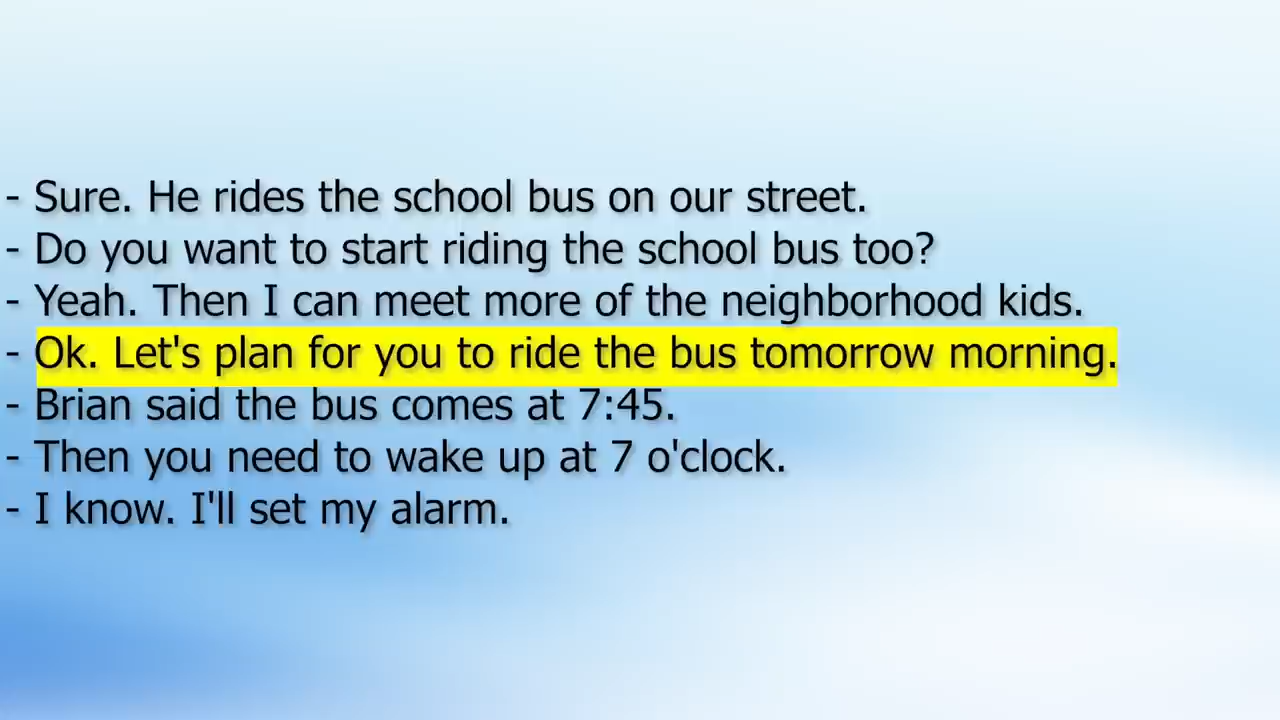 - Sure. He rides the school bus on our street.
- Do you want to start riding the school bus too?
- Yeah. Then I can meet more of the neighborhood kids.
- Ok. Let's plan for you to ride the bus tomorrow morning.
- Brian said the bus comes at 7:45.
- Then you need to wake up at 7 o'clock.
- I know. I'll set my alarm.